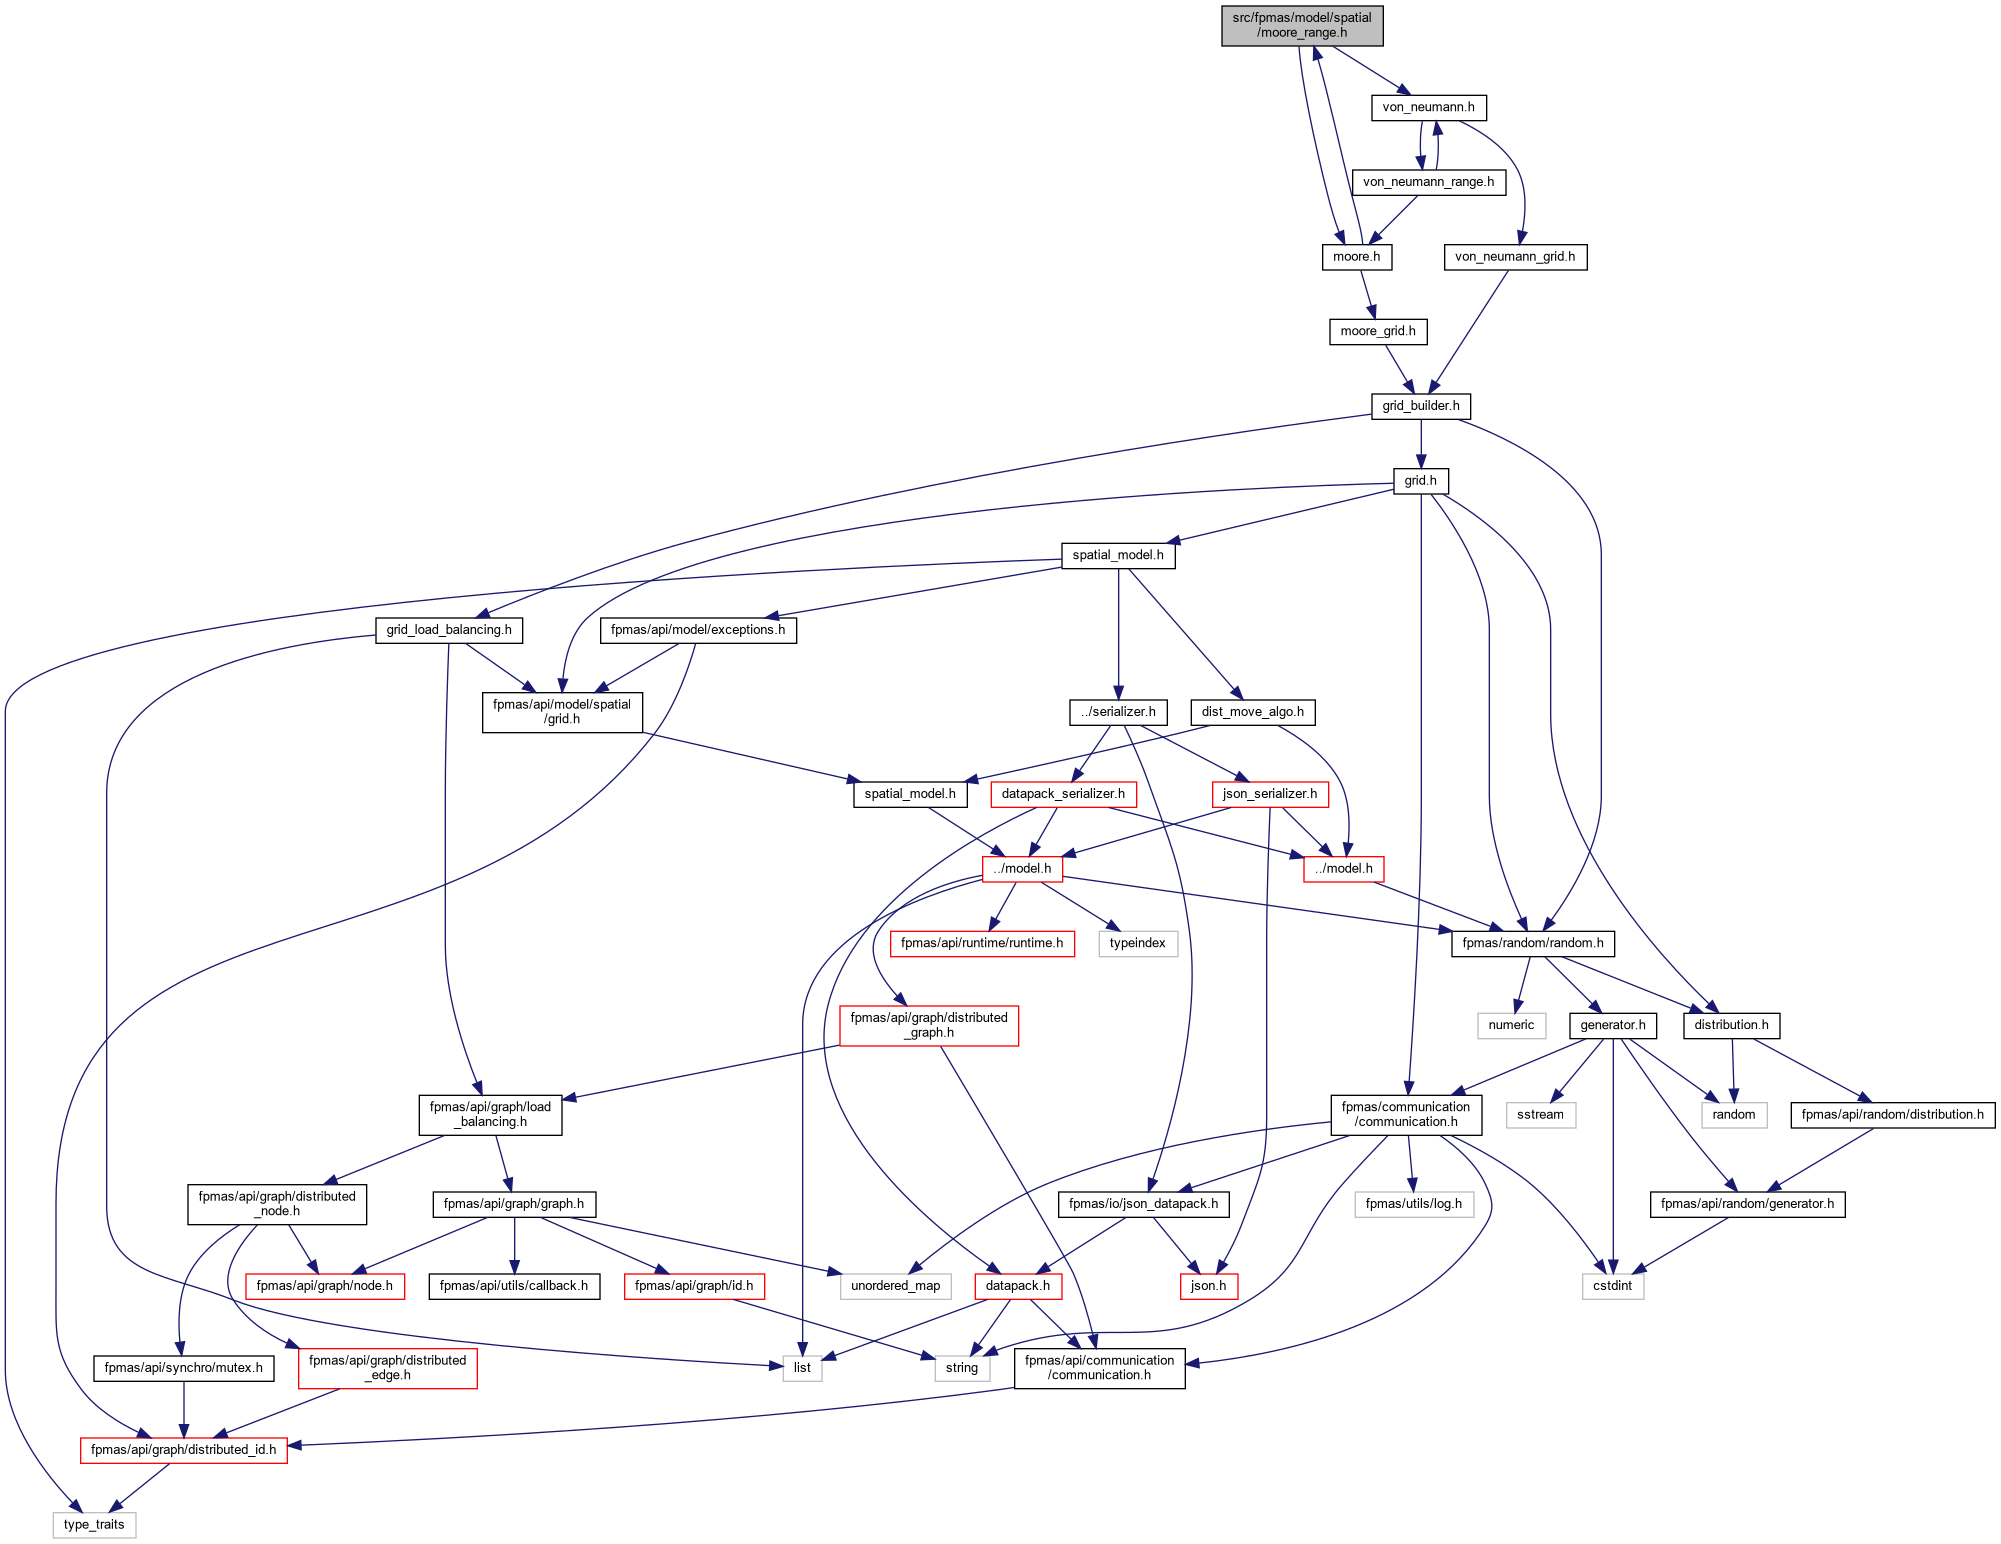 src/fpmas/model/spatial
/moore_range.h
von_neumann.h
von_neumann_range.h
moore.h
von_neumann_grid.h
moore_grid.h
grid_builder.h
grid.h
spatial_model.h
grid_load_balancing.h
fpmas/api/model/exceptions.h
fpmas/api/model/spatial
/grid.h
../serializer.h
dist_move_algo.h
spatial_model.h
datapack_serializer.h
json_serializer.h
../model.h
../model.h
fpmas/api/runtime/runtime.h
typeindex
fpmas/random/random.h
fpmas/api/graph/distributed
_graph.h
numeric
generator.h
distribution.h
fpmas/api/graph/load
_balancing.h
fpmas/communication
/communication.h
sstream
random
fpmas/api/random/distribution.h
fpmas/api/graph/distributed
_node.h
fpmas/api/graph/graph.h
fpmas/io/json_datapack.h
fpmas/utils/log.h
fpmas/api/random/generator.h
fpmas/api/graph/node.h
fpmas/api/utils/callback.h
fpmas/api/graph/id.h
unordered_map
datapack.h
json.h
cstdint
fpmas/api/synchro/mutex.h
fpmas/api/graph/distributed
_edge.h
list
string
fpmas/api/communication
/communication.h
fpmas/api/graph/distributed_id.h
type_traits